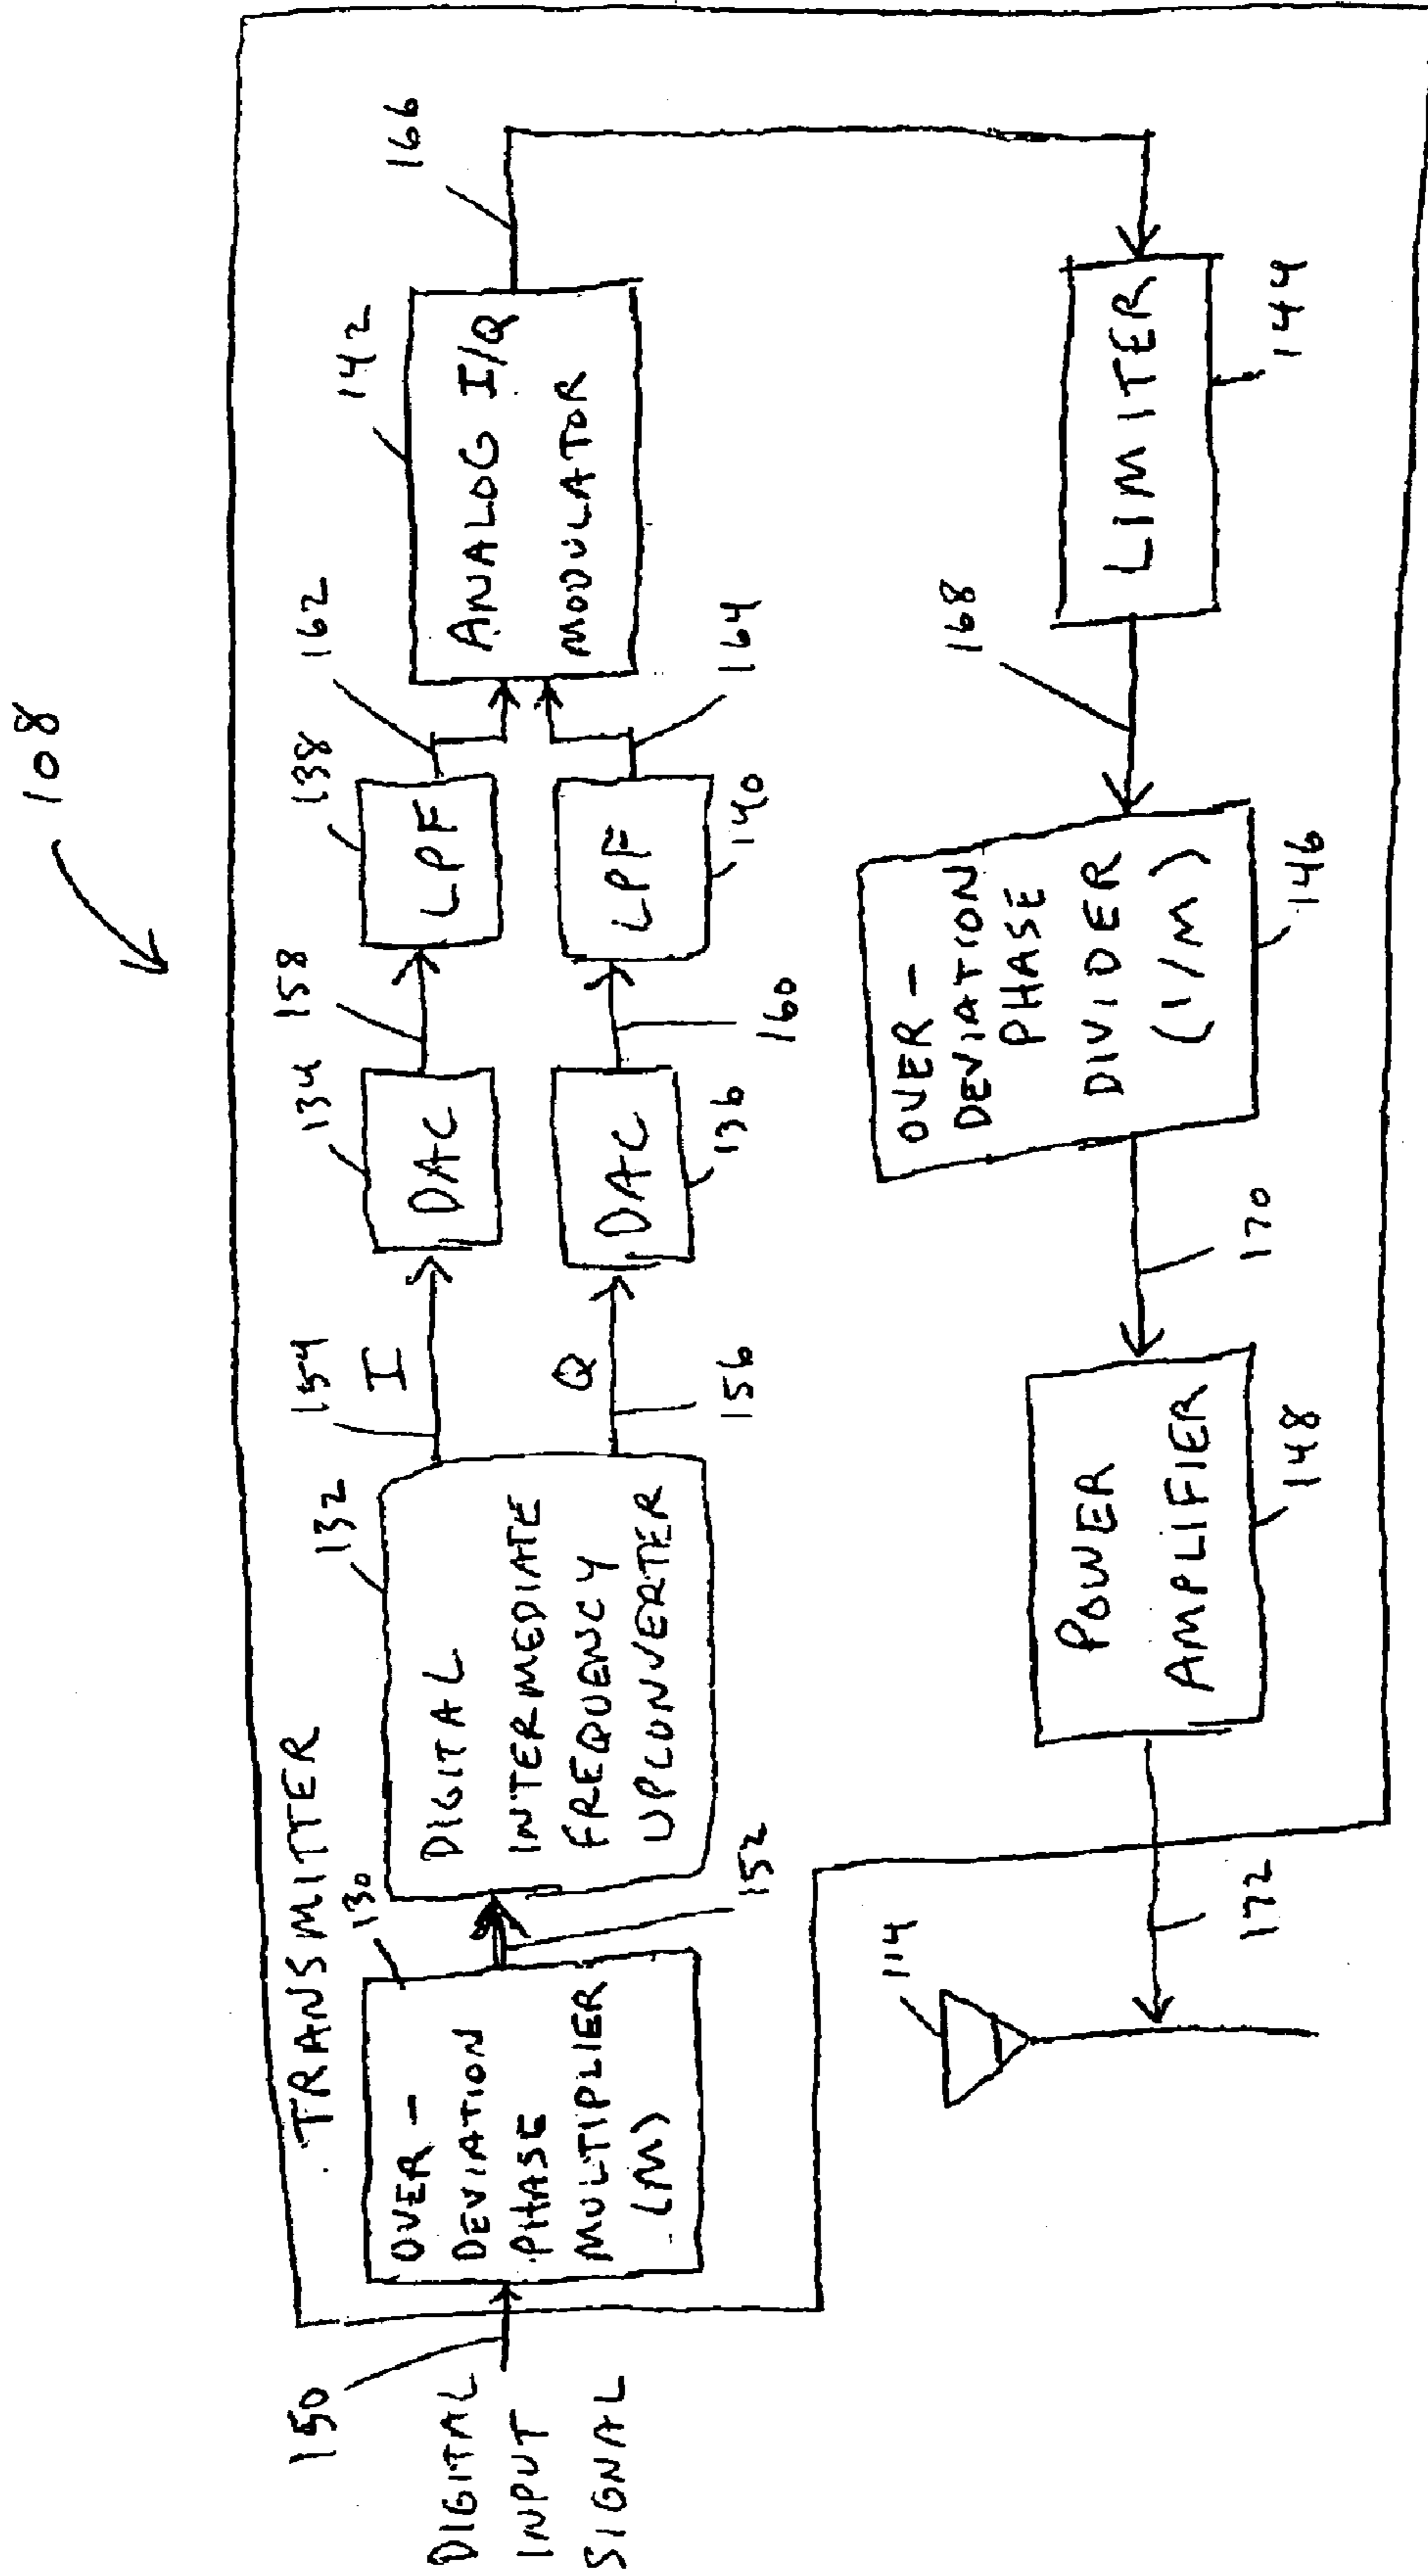 108
TRANSMITTER
150
DIGITAL
INPUT
SIGNAL
130
OVER-
DEVIATION
PHASE
MULTIPLIER
(M)
152
132
DIGITAL
INTERMEDIATE
FREQUENCY
UPCONVERTER
154
I
Q
156
134
DAC
DAC
136
158
160
138
LPF
LPF
140
162
164
142
ANALOG I/Q
MODULATOR
166
LIMITER
144
168
OVER-
DEVIATION
PHASE
DIVIDER
(1/M)
146
170
POWER
AMPLIFIER
148
172
114